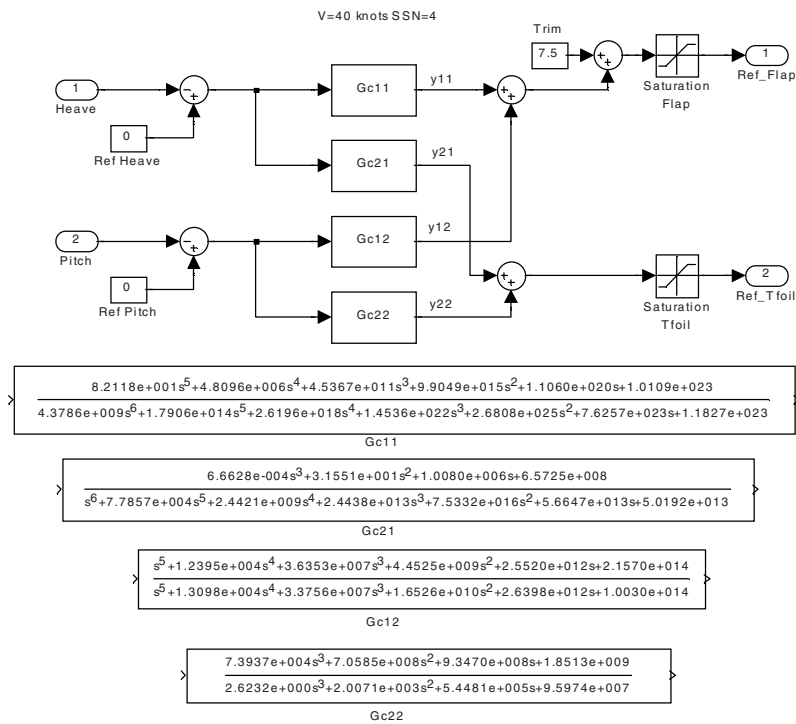 V=40 knots SSN=4
Trim
7.5
1
Ref_Flap
Saturation
Flap
1
Heave
0
Ref Heave
Gc11
y11
Gc21
y21
2
Pitch
0
Ref Pitch
Gc12
y12
Gc22
y22
2
Ref_Tfoil
Saturation
Tfoil
8.2118e+001s^5+4.8096e+006s^4+4.5367e+011s^3+9.9049e+015s^2+1.1060e+020s+1.0109e+023
4.3786e+009s^6+1.7906e+014s^5+2.6196e+018s^4+1.4536e+022s^3+2.6808e+025s^2+7.6257e+023s+1.1827e+023
Gc11
6.6628e-004s^3+3.1551e+001s^2+1.0080e+006s+6.5725e+008
s^6+7.7857e+004s^5+2.4421e+009s^4+2.4438e+013s^3+7.5332e+016s^2+5.6647e+013s+5.0192e+013
Gc21
s^5+1.2395e+004s^4+3.6353e+007s^3+4.4525e+009s^2+2.5520e+012s+2.1570e+014
s^5+1.3098e+004s^4+3.3756e+007s^3+1.6526e+010s^2+2.6398e+012s+1.0030e+014
Gc12
7.3937e+004s^3+7.0585e+008s^2+9.3470e+008s+1.8513e+009
2.6232e+000s^3+2.0071e+003s^2+5.4481e+005s+9.5974e+007
Gc22